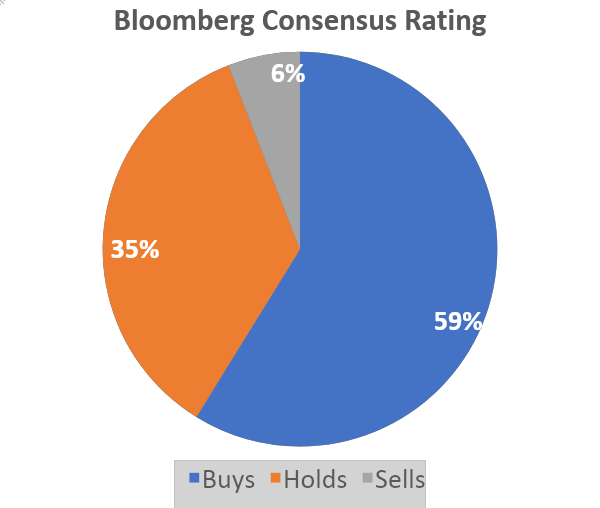 Bloomberg Consensus Rating
6%
35%
59%
Buys Holds Sells